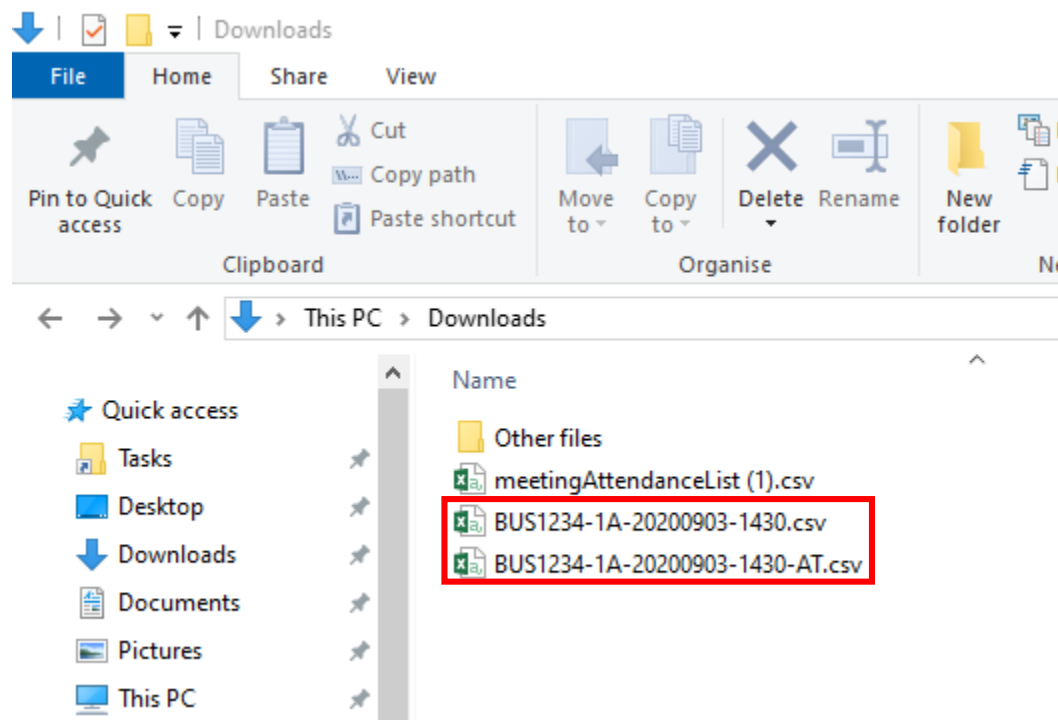 Downloads
File Home Share View
Pin to Quick access
Copy
Paste
Cut
Copy path
Paste shortcut
Move to
Copy to
Delete
Rename
New folder
Clipboard
Organise
This PC > Downloads
Name
Quick access
Tasks
Desktop
Downloads
Documents
Pictures
This PC
Other files
meetingAttendanceList (1).csv
BUS1234-1A-20200903-1430.csv
BUS1234-1A-20200903-1430-AT.csv